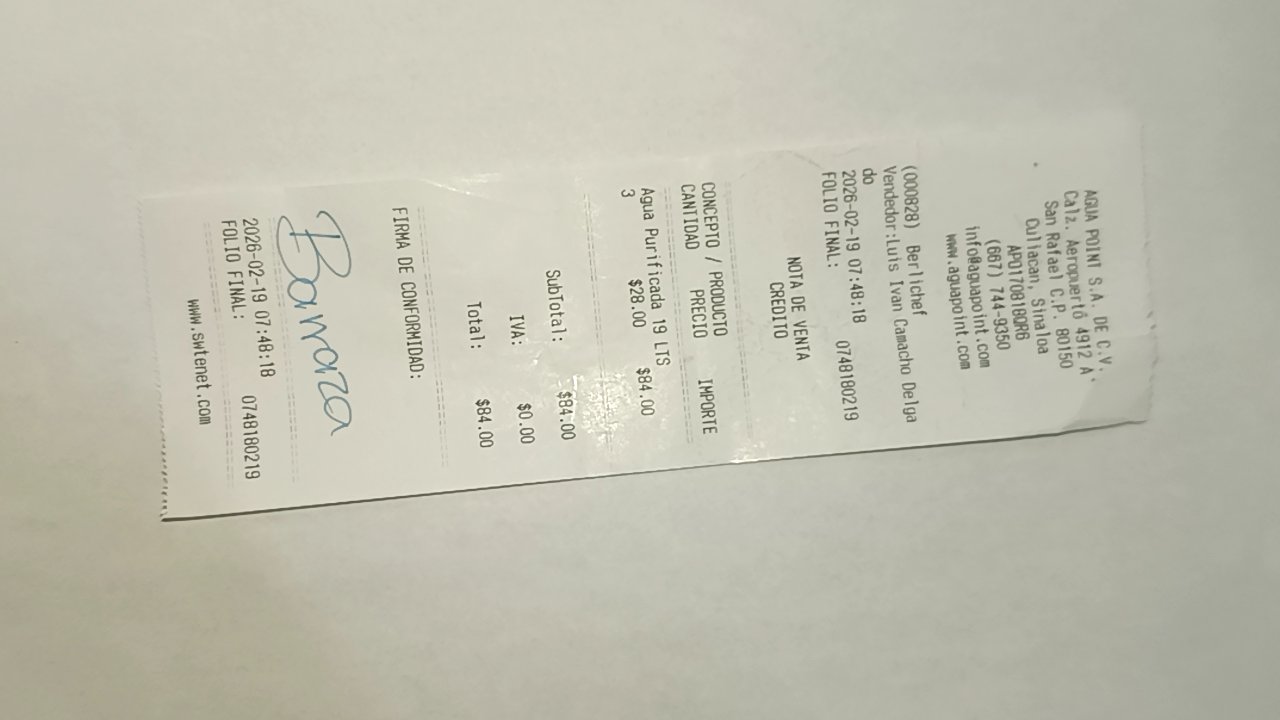 AGUA POINT S.A. DE C.V.
Calz. Aeropuerto 4912 A
San Rafael C.P. 80150
Culiacan, Sinaloa
APO170818QR6
(667) 744-9350
info@aguapoint.com
www.aguapoint.com
(000828) Berlichef
Vendedor:Luis Ivan Camacho Delga
do
2026-02-19 07:48:18 0748180219
FOLIO FINAL:
NOTA DE VENTA
CREDITO
CONCEPTO / PRODUCTO
CANTIDAD PRECIO IMPORTE
Agua Purificada 19 LTS
3 $28.00 $84.00
SubTotal: $84.00
IVA: $0.00
Total: $84.00
FIRMA DE CONFORMIDAD:
Barraza
2026-02-19 07:48:18 0748180219
FOLIO FINAL:
www.swtenet.com